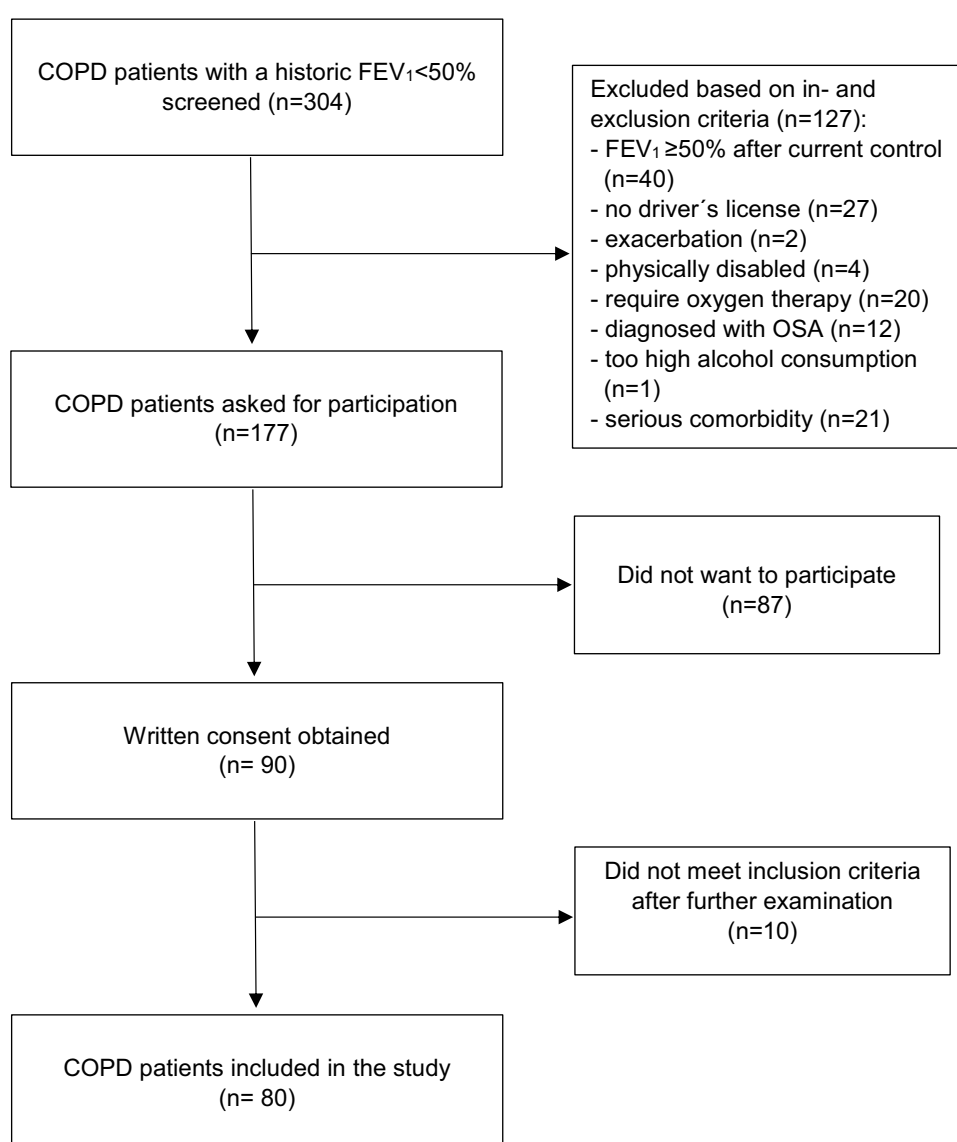 COPD patients with a historic FEV₁<50%
screened (n=304)
Excluded based on in- and
exclusion criteria (n=127):
- FEV₁ ≥50% after current control
(n=40)
- no driver´s license (n=27)
- exacerbation (n=2)
- physically disabled (n=4)
- require oxygen therapy (n=20)
- diagnosed with OSA (n=12)
- too high alcohol consumption
(n=1)
- serious comorbidity (n=21)
COPD patients asked for participation
(n=177)
Did not want to participate
(n=87)
Written consent obtained
(n= 90)
Did not meet inclusion criteria
after further examination
(n=10)
COPD patients included in the study
(n= 80)